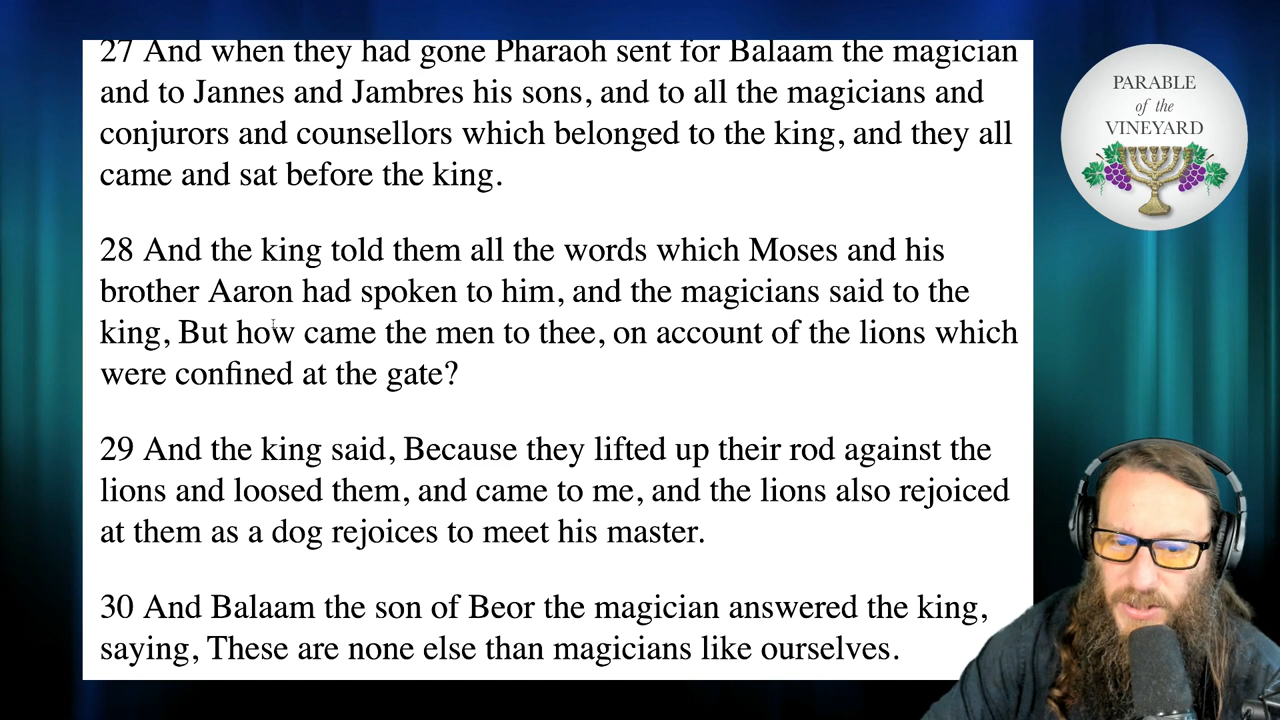 27 And when they had gone Pharaoh sent for Balaam the magician
and to Jannes and Jambres his sons, and to all the magicians and
conjurors and counsellors which belonged to the king, and they all
came and sat before the king.
28 And the king told them all the words which Moses and his
brother Aaron had spoken to him, and the magicians said to the
king, But how came the men to thee, on account of the lions which
were confined at the gate?
29 And the king said, Because they lifted up their rod against the
lions and loosed them, and came to me, and the lions also rejoiced
at them as a dog rejoices to meet his master.
30 And Balaam the son of Beor the magician answered the king,
saying, These are none else than magicians like ourselves.
PARABLE
of the
VINEYARD